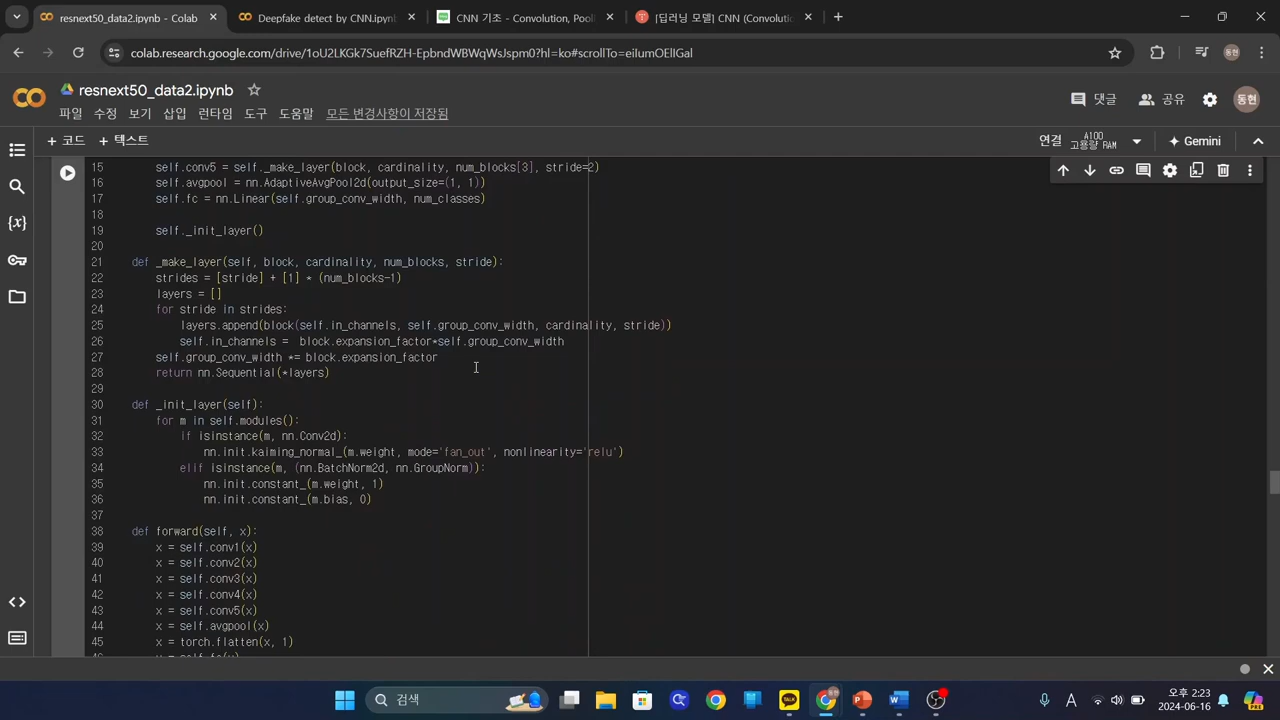 resnext50_data2.ipynb - Colab
Deepfake detect by CNN.ipynb
CNN 기초 - Convolution, Pooli
[딥러닝 모델] CNN (Convolutio
colab.research.google.com/drive/1oU2LKGk7SuefRZH-EpbndWBWqWsJspm0?hl=ko#scrollTo=eiIumOEllGal
동현
resnext50_data2.ipynb
댓글
공유
동현
파일 수정 보기 삽입 런타임 도구 도움말 모든 변경사항이 저장됨
+ 코드 + 텍스트
연결
A100
고용량 RAM
Gemini
15 self.conv5 = self._make_layer(block, cardinality, num_blocks[3], stride=2)
16 self.avgpool = nn.AdaptiveAvgPool2d(output_size=(1, 1))
17 self.fc = nn.Linear(self.group_conv_width, num_classes)
18
19 self._init_layer()
20
21 def _make_layer(self, block, cardinality, num_blocks, stride):
22 strides = [stride] + [1] * (num_blocks-1)
23 layers = []
24 for stride in strides:
25 layers.append(block(self.in_channels, self.group_conv_width, cardinality, stride))
26 self.in_channels =  block.expansion_factor*self.group_conv_width
27 self.group_conv_width *= block.expansion_factor
28 return nn.Sequential(*layers)
29
30 def _init_layer(self):
31 for m in self.modules():
32 if isinstance(m, nn.Conv2d):
33 nn.init.kaiming_normal_(m.weight, mode='fan_out', nonlinearity='relu')
34 elif isinstance(m, (nn.BatchNorm2d, nn.GroupNorm)):
35 nn.init.constant_(m.weight, 1)
36 nn.init.constant_(m.bias, 0)
37
38 def forward(self, x):
39 x = self.conv1(x)
40 x = self.conv2(x)
41 x = self.conv3(x)
42 x = self.conv4(x)
43 x = self.conv5(x)
44 x = self.avgpool(x)
45 x = torch.flatten(x, 1)
검색
A
오후 2:23
2024-06-16